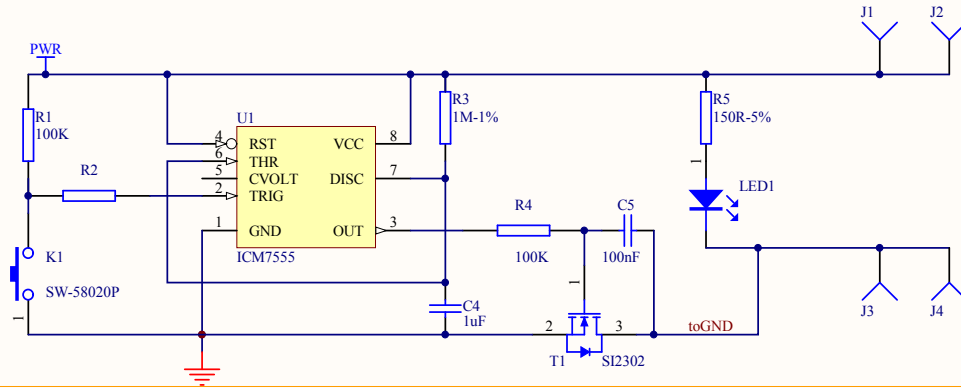 J1
J2
PWR
R1
100K
U1
R3
1M-1%
R5
150R-5%
4
RST
VCC
8
6
THR
5
CVOLT
DISC
7
2
TRIG
1
GND
OUT
3
ICM7555
R2
1
LED1
R4
100K
C5
100nF
K1
SW-58020P
1
C4
1uF
1
2
3
T1
SI2302
toGND
J3
J4